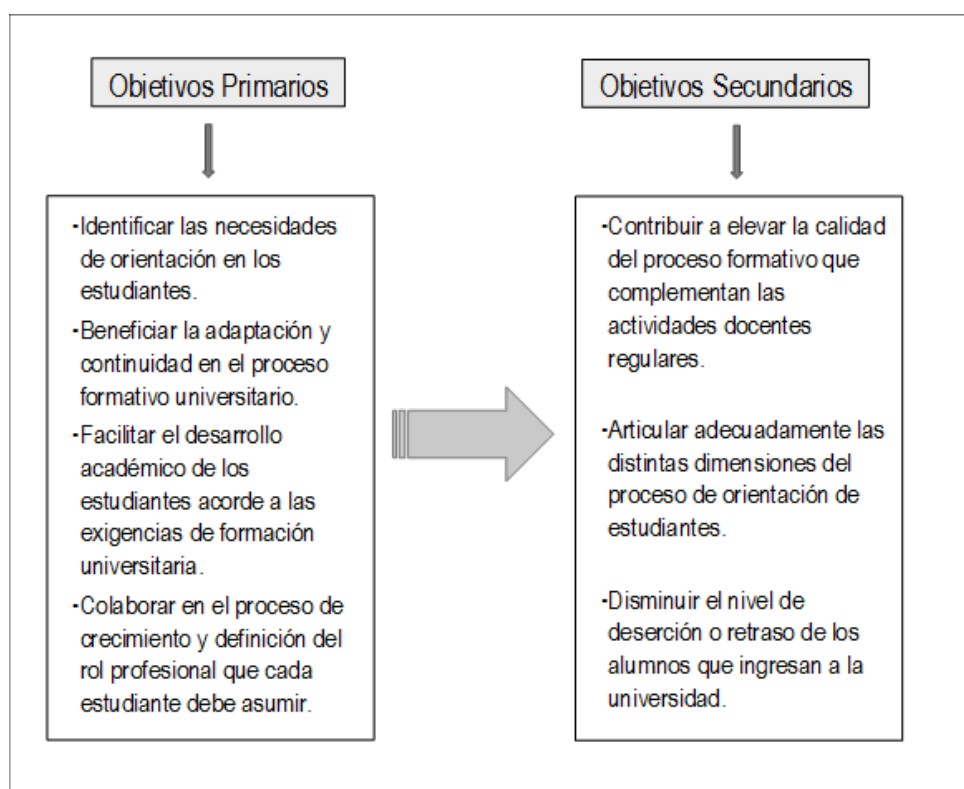 Objetivos Primarios
·Identificar las necesidades
de orientación en los
estudiantes.
·Beneficiar la adaptación y
continuidad en el proceso
formativo universitario.
·Facilitar el desarrollo
académico de los
estudiantes acorde a las
exigencias de formación
universitaria.
·Colaborar en el proceso de
crecimiento y definición del
rol profesional que cada
estudiante debe asumir.
Objetivos Secundarios
·Contribuir a elevar la calidad
del proceso formativo que
complementan las
actividades docentes
regulares.
·Articular adecuadamente las
distintas dimensiones del
proceso de orientación de
estudiantes.
·Disminuir el nivel de
deserción o retraso de los
alumnos que ingresan a la
universidad.